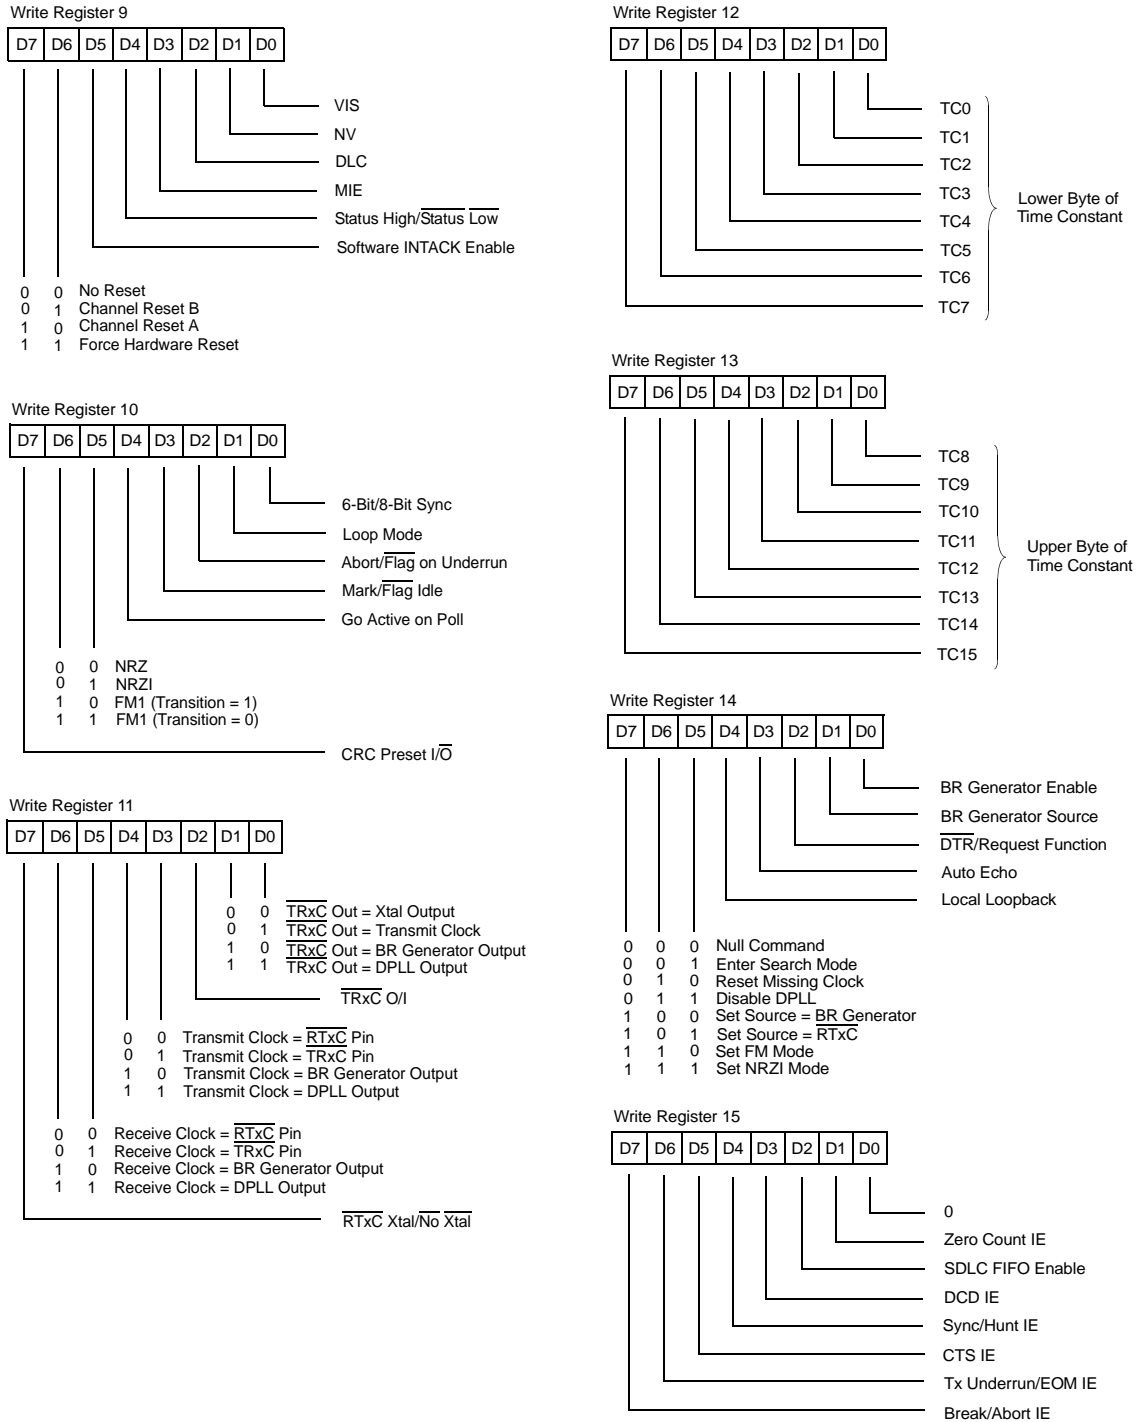 Write Register 9
D7 D6 D5 D4 D3 D2 D1 D0
VIS
NV
DLC
MIE
Status High/Status Low
Software INTACK Enable
0 0 No Reset
0 1 Channel Reset B
1 0 Channel Reset A
1 1 Force Hardware Reset
Write Register 10
D7 D6 D5 D4 D3 D2 D1 D0
6-Bit/8-Bit Sync
Loop Mode
Abort/Flag on Underrun
Mark/Flag Idle
Go Active on Poll
0 0 NRZ
0 1 NRZI
1 0 FM1 (Transition = 1)
1 1 FM1 (Transition = 0)
CRC Preset I/O
Write Register 11
D7 D6 D5 D4 D3 D2 D1 D0
0 0 TRxC Out = Xtal Output
0 1 TRxC Out = Transmit Clock
1 0 TRxC Out = BR Generator Output
1 1 TRxC Out = DPLL Output
TRxC O/I
0 0 Transmit Clock = RTxC Pin
0 1 Transmit Clock = TRxC Pin
1 0 Transmit Clock = BR Generator Output
1 1 Transmit Clock = DPLL Output
0 0 Receive Clock = RTxC Pin
0 1 Receive Clock = TRxC Pin
1 0 Receive Clock = BR Generator Output
1 1 Receive Clock = DPLL Output
RTxC Xtal/No Xtal
Write Register 12
D7 D6 D5 D4 D3 D2 D1 D0
TC0
TC1
TC2
TC3
TC4
TC5
TC6
TC7
Lower Byte of
Time Constant
Write Register 13
D7 D6 D5 D4 D3 D2 D1 D0
TC8
TC9
TC10
TC11
TC12
TC13
TC14
TC15
Upper Byte of
Time Constant
Write Register 14
D7 D6 D5 D4 D3 D2 D1 D0
BR Generator Enable
BR Generator Source
DTR/Request Function
Auto Echo
Local Loopback
0 0 0 Null Command
0 0 1 Enter Search Mode
0 1 0 Reset Missing Clock
0 1 1 Disable DPLL
1 0 0 Set Source = BR Generator
1 0 1 Set Source = RTxC
1 1 0 Set FM Mode
1 1 1 Set NRZI Mode
Write Register 15
D7 D6 D5 D4 D3 D2 D1 D0
0
Zero Count IE
SDLC FIFO Enable
DCD IE
Sync/Hunt IE
CTS IE
Tx Underrun/EOM IE
Break/Abort IE